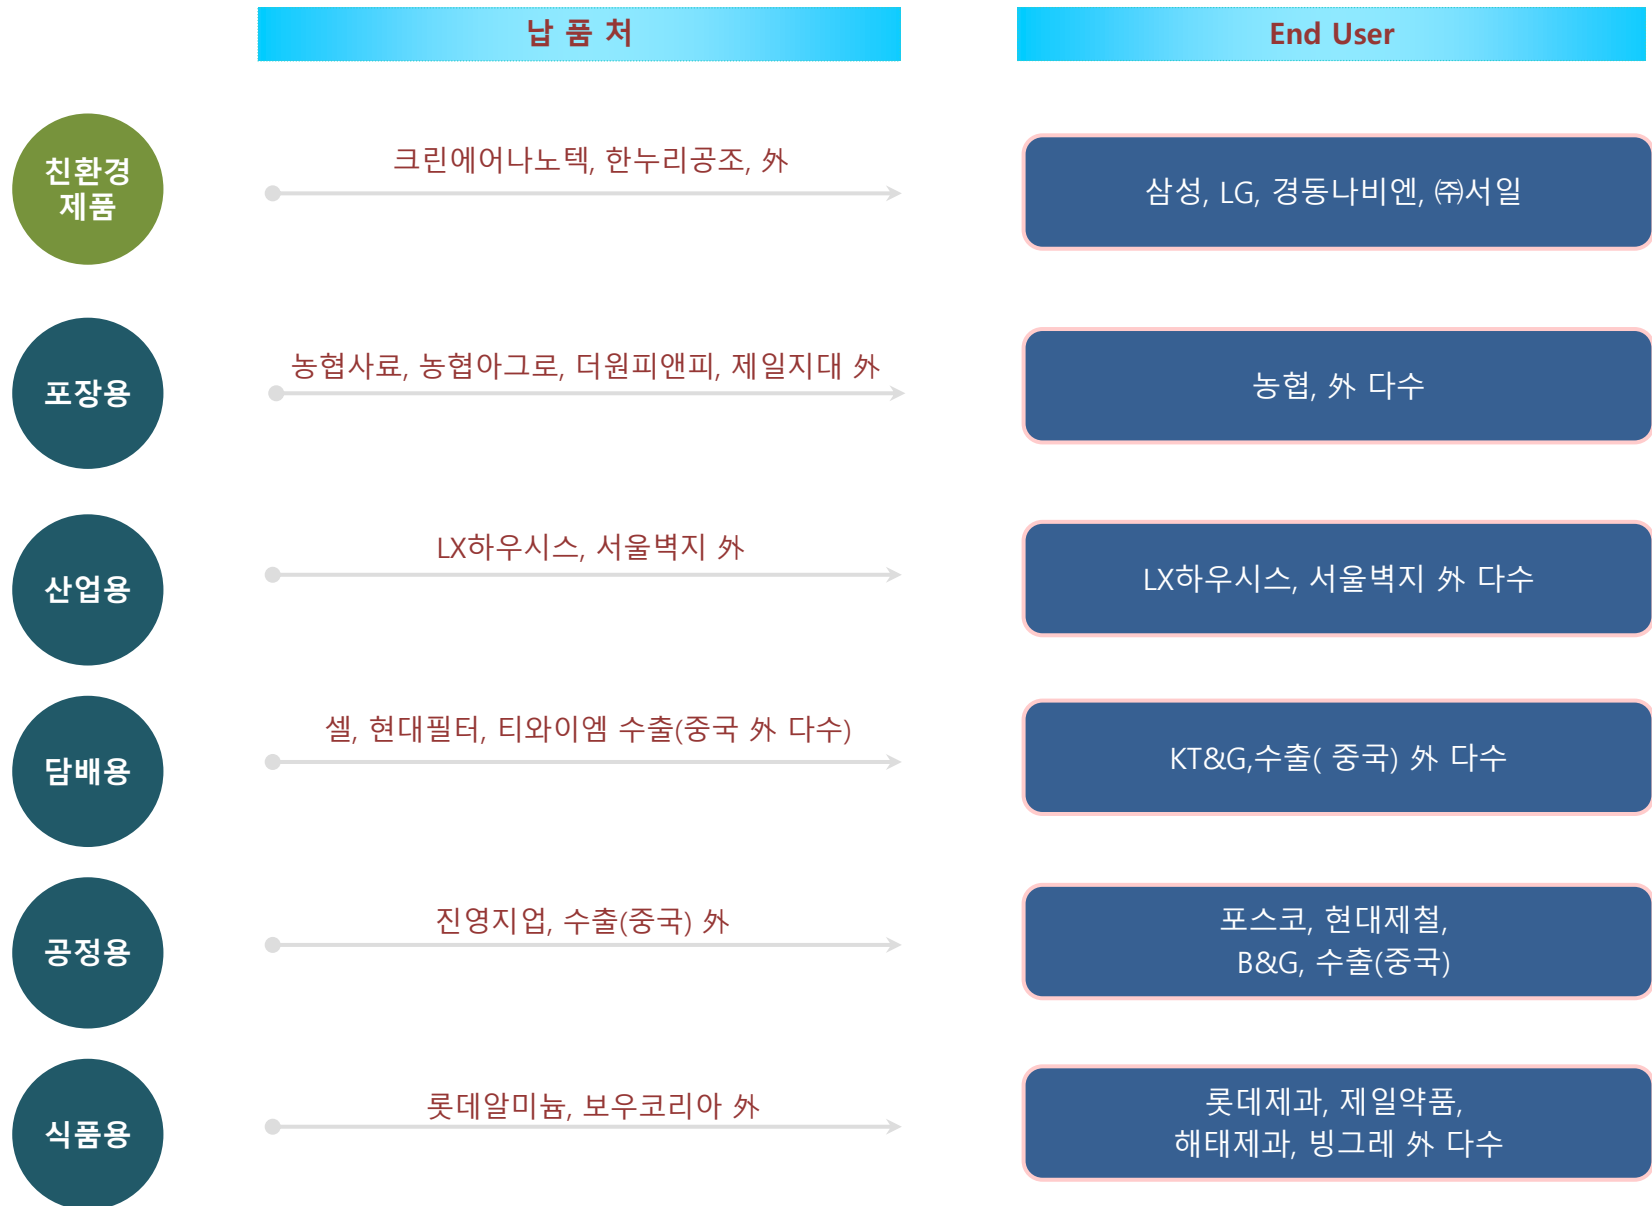 납 품 처
End User
친환경
제품
크린에어나노텍, 한누리공조, 外
삼성, LG, 경동나비엔, ㈜서일
포장용
농협사료, 농협아그로, 더원피앤피, 제일지대 外
농협, 外 다수
산업용
LX하우시스, 서울벽지 外
LX하우시스, 서울벽지 外 다수
담배용
셀, 현대필터, 티와이엠 수출(중국 外 다수)
KT&G,수출( 중국) 外 다수
공정용
진영지업, 수출(중국) 外
포스코, 현대제철,
B&G, 수출(중국)
식품용
롯데알미늄, 보우코리아 外
롯데제과, 제일약품,
해태제과, 빙그레 外 다수